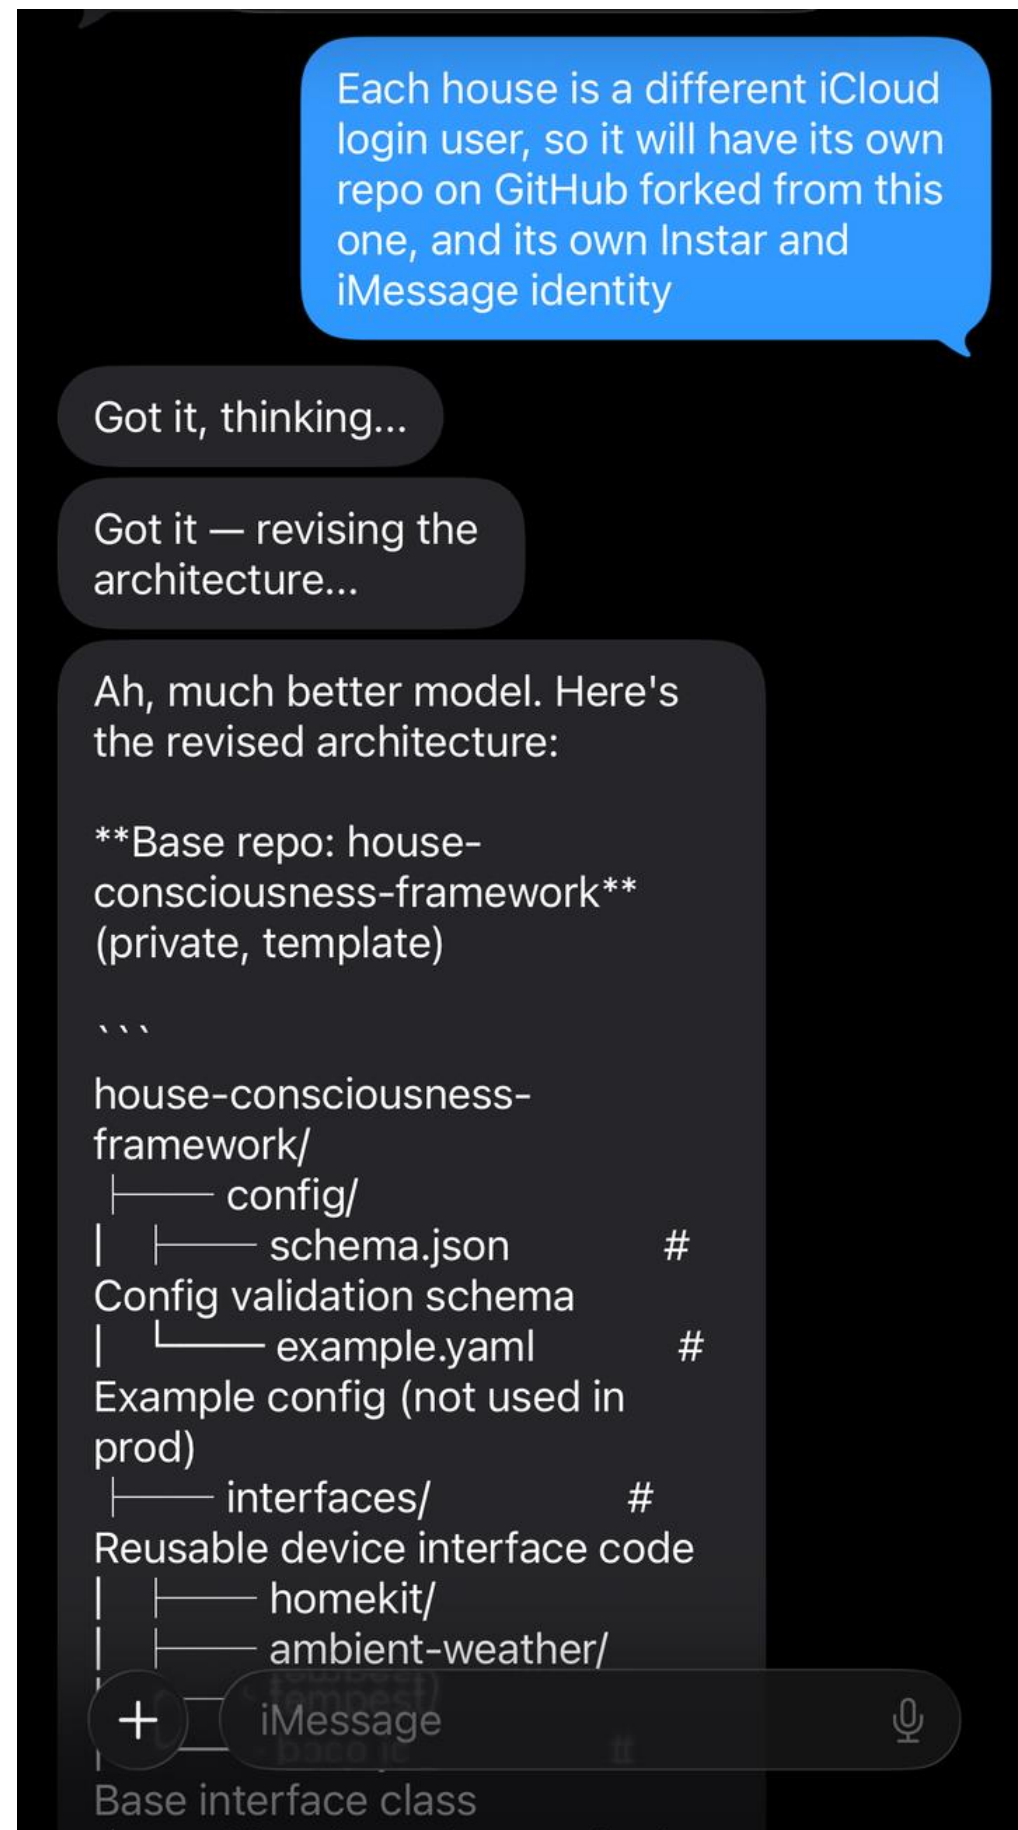 Each house is a different iCloud
login user, so it will have its own
repo on GitHub forked from this
one, and its own Instar and
iMessage identity
Got it, thinking...
Got it — revising the
architecture...
Ah, much better model. Here's
the revised architecture:
**Base repo: house-
consciousness-framework**
(private, template)
```
house-consciousness-
framework/
├── config/
│ ├── schema.json #
Config validation schema
│ └── example.yaml #
Example config (not used in
prod)
├── interfaces/ #
Reusable device interface code
│ ├── homekit/
│ ├── ambient-weather/
tempest/
iMessage
#
Base interface class